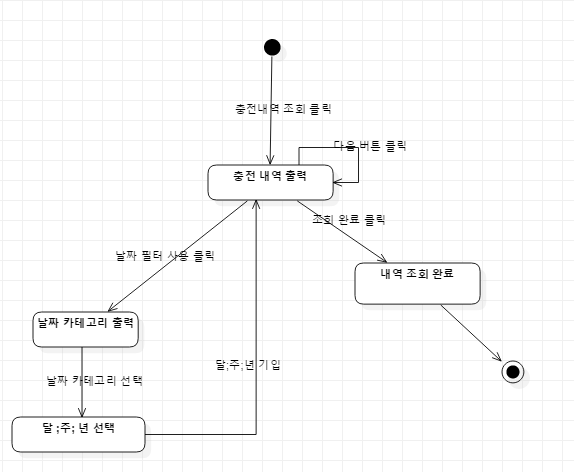 충전내역 조회 클릭
다음 버튼 클릭
충전 내역 출력
조회 완료 클릭
날짜 필터 사용 클릭
내역 조회 완료
날짜 카테고리 출력
달;주;년 기입
날짜 카테고리 선택
달 ;주; 년 선택